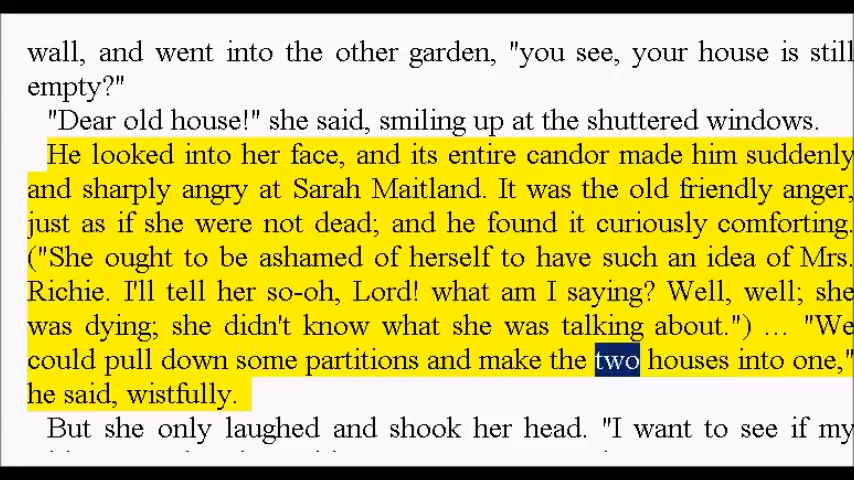 wall, and went into the other garden, "you see, your house is still
empty?"
"Dear old house!" she said, smiling up at the shuttered windows.
He looked into her face, and its entire candor made him suddenly
and sharply angry at Sarah Maitland. It was the old friendly anger,
just as if she were not dead; and he found it curiously comforting.
("She ought to be ashamed of herself to have such an idea of Mrs.
Richie. I'll tell her so-oh, Lord! what am I saying? Well, well; she
was dying; she didn't know what she was talking about.") ... "We
could pull down some partitions and make the two houses into one,"
he said, wistfully.
But she only laughed and shook her head. "I want to see if my